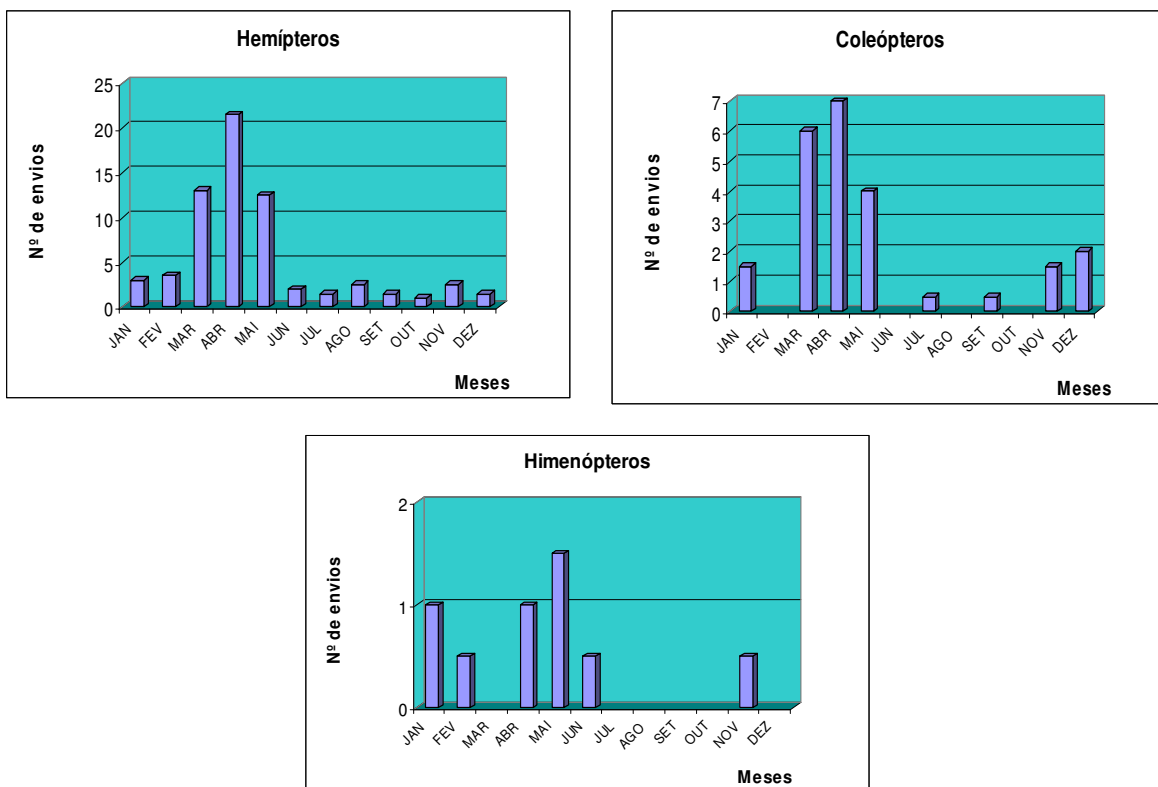 Hemípteros
Nº de envios
25
20
15
10
5
0
JAN
FEV
MAR
ABR
MAI
JUN
JUL
AGO
SET
OUT
NOV
DEZ
Meses
Coleópteros
Nº de envios
7
6
5
4
3
2
1
0
JAN
FEV
MAR
ABR
MAI
JUN
JUL
AGO
SET
OUT
NOV
DEZ
Meses
Himenópteros
Nº de envios
2
1
0
JAN
FEV
MAR
ABR
MAI
JUN
JUL
AGO
SET
OUT
NOV
DEZ
Meses